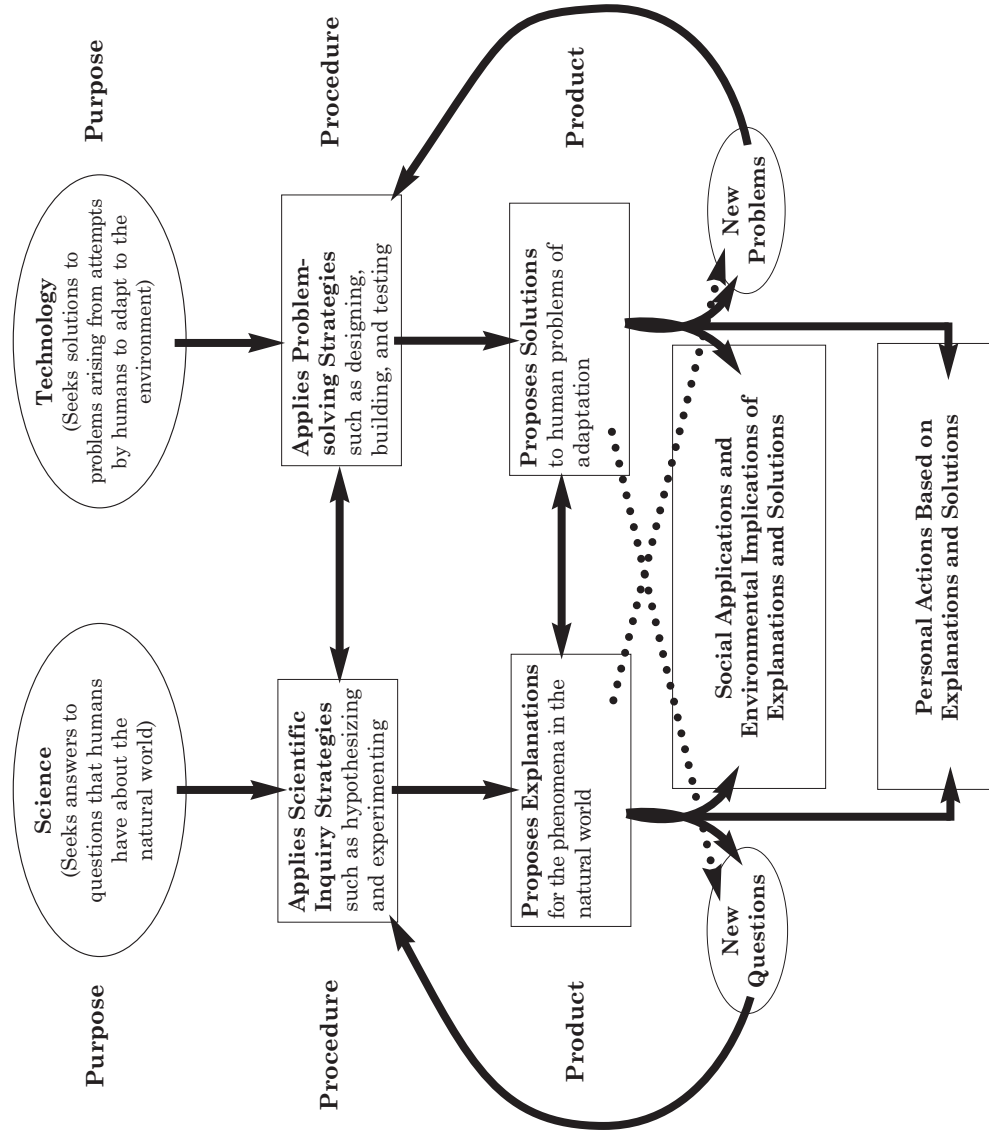 Purpose
Science
(Seeks answers to
questions that humans
have about the
natural world)
Technology
(Seeks solutions to
problems arising from attempts
by humans to adapt to the
environment)
Purpose
Procedure
Applies Scientific
Inquiry Strategies
such as hypothesizing
and experimenting
Applies Problem-
solving Strategies
such as designing,
building, and testing
Procedure
Product
Proposes Explanations
for the phenomena in the
natural world
Proposes Solutions
to human problems of
adaptation
Product
New
Questions
Social Applications and
Environmental Implications of
Explanations and Solutions
New
Problems
Personal Actions Based on
Explanations and Solution